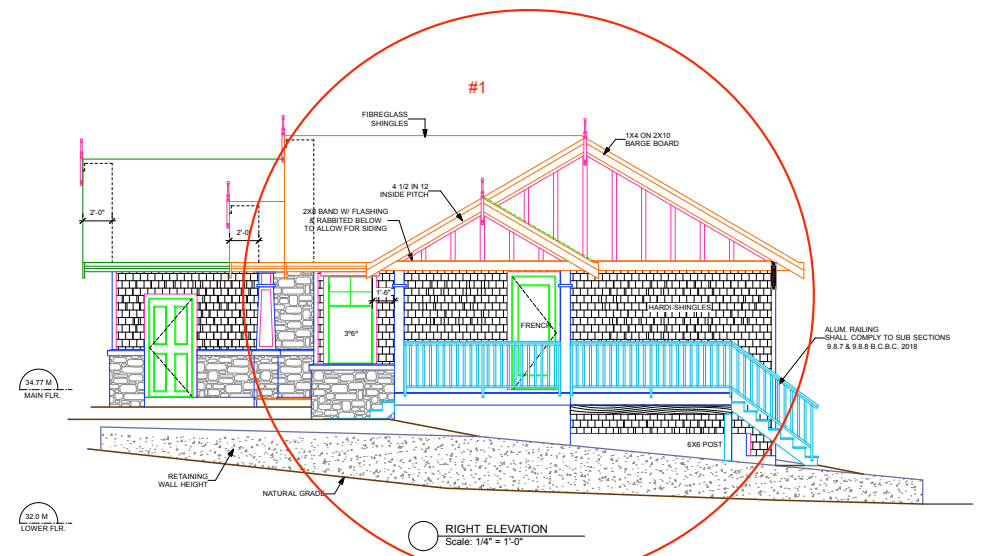 #1
FIBREGLASS
SHINGLES
1X4 ON 2X10
BARGE BOARD
4 1/2 IN 12
INSIDE PITCH
2X8 BAND W/ FLASHING
& RABBITED BELOW
TO ALLOW FOR SIDING
2'-0"
2'-0"
1'-6"
3°6°
FRENCH
HARDI-SHINGLES
ALUM. RAILING
SHALL COMPLY TO SUB SECTIONS
9.8.7 & 9.8.8 B.C.B.C. 2018
34.77 M
MAIN FLR.
6X6 POST
RETAINING
WALL HEIGHT
NATURAL GRADE
32.0 M
LOWER FLR.
RIGHT ELEVATION
Scale: 1/4" = 1'-0"